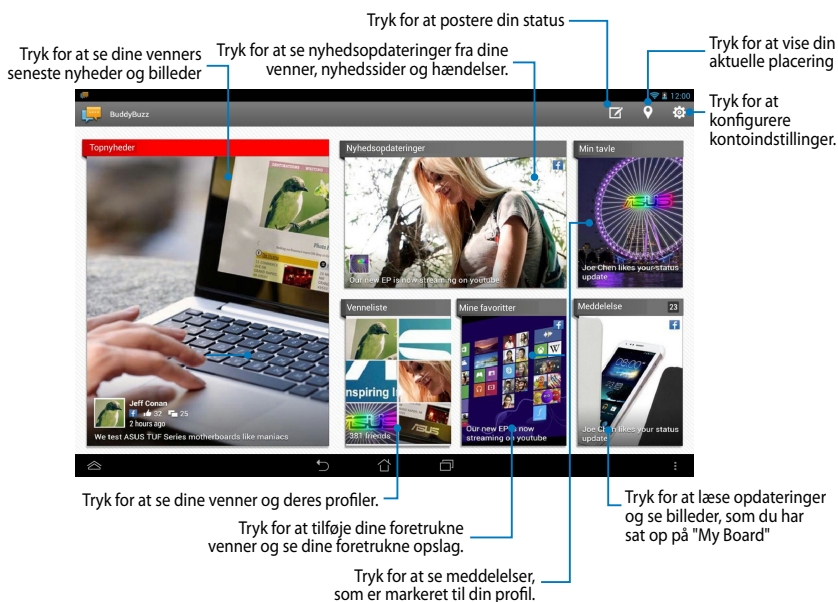 Tryk for at postere din status
Tryk for at se dine venners
seneste nyheder og billeder
Tryk for at se nyhedsopdateringer fra dine
venner, nyhedssider og hændelser.
Tryk for at vise din
aktuelle placering
Tryk for at
konfigurere
kontoindstillinger.
12:00
BuddyBuzz
Topnyheder
Jeff Conan
32 25
2 hours ago
We test ASUS TUF Series motherboards like maniacs
Nyhedsopdateringer
Our new EP is now streaming on youtube
Min tavle
ASUS
Joe Chen likes your status
update
Venneliste
nspiring In
ASUS
381 friends
Mine favoritter
W
Our new EP is now
streaming on youtube
Meddelelse 23
08:00
Joe Chen likes your status
update
Tryk for at se dine venner og deres profiler.
Tryk for at tilføje dine foretrukne
venner og se dine foretrukne opslag.
Tryk for at se meddelelser,
som er markeret til din profil.
Tryk for at læse opdateringer
og se billeder, som du har
sat op på "My Board"